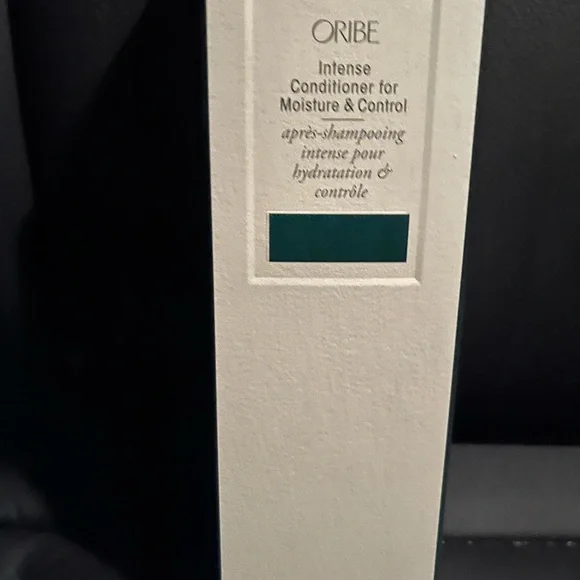 ORIBE
Intense
Conditioner for
Moisture & Control
après-shampooing
intense pour
hydratation &
contrôle